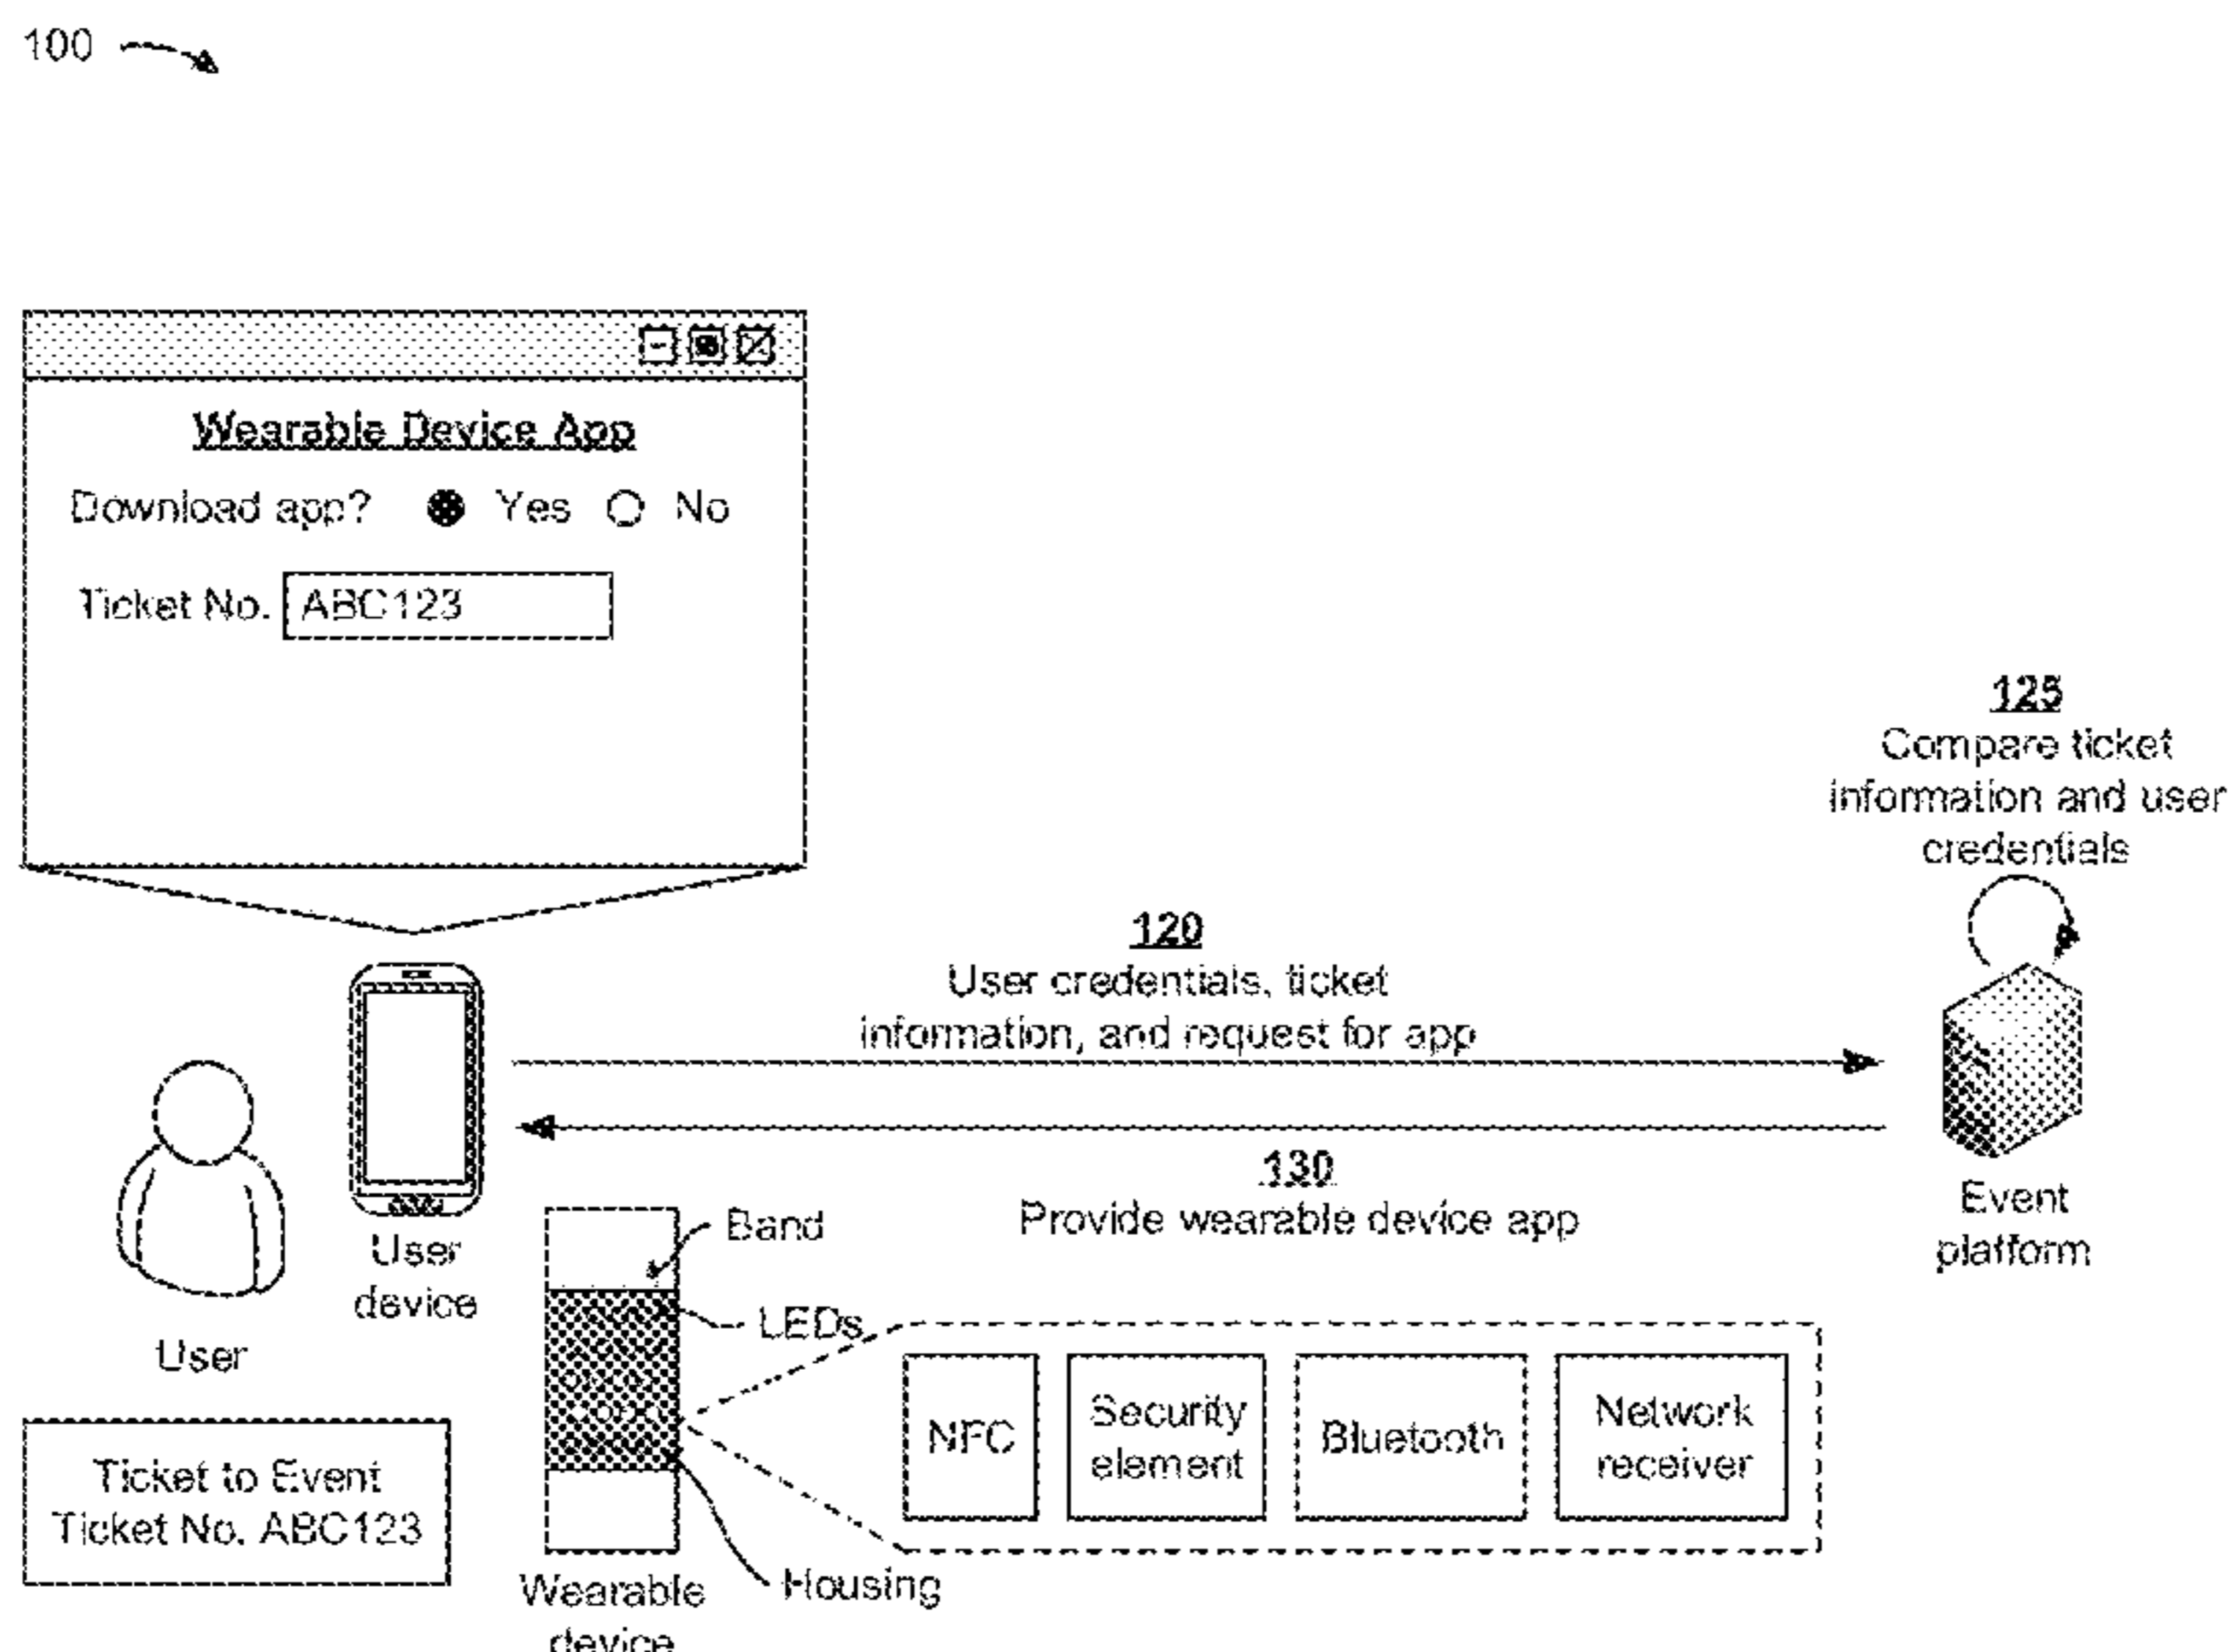 100
Wearable Device App
Download app? Yes No
Ticket No. ABC123
125
Compare ticket
information and user
credentials
120
User credentials, ticket
information, and request for app
130
Provide wearable device app
Event
platform
User
device
User
Band
LEDs
NFC
Security
element
Bluetooth
Network
receiver
Ticket to Event
Ticket No. ABC123
Housing
Wearable
device